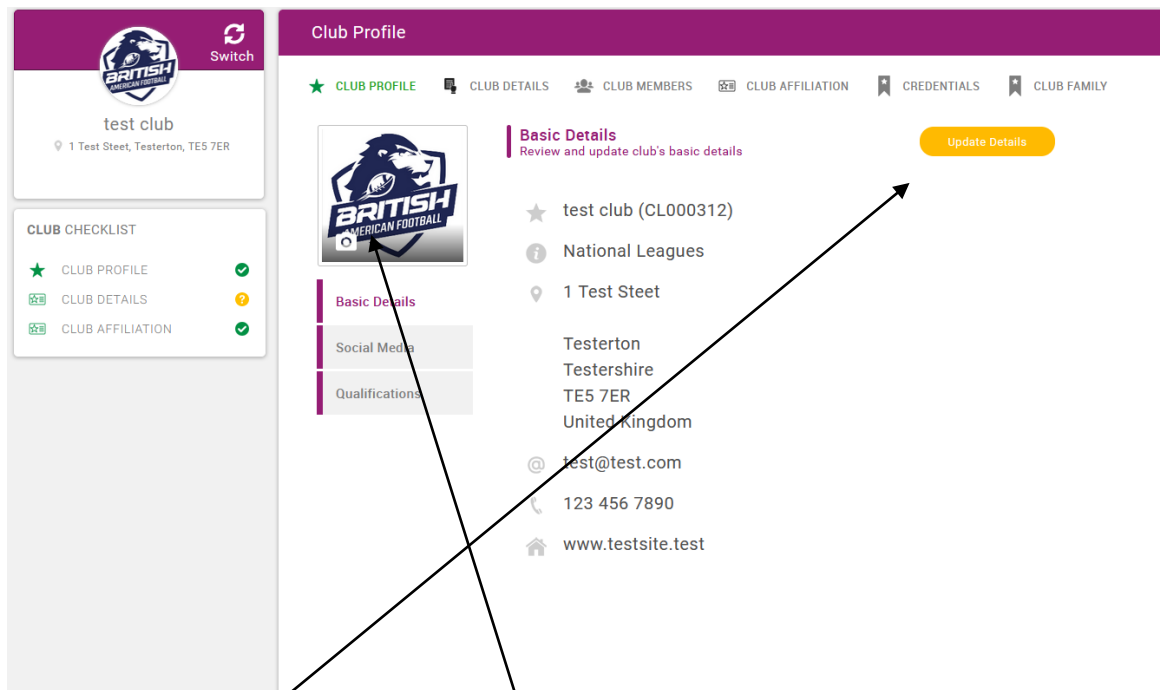 Switch
BRITISH
AMERICAN FOOTBALL
test club
1 Test Steet, Testerton, TE5 7ER
CLUB CHECKLIST
CLUB PROFILE
CLUB DETAILS
?
CLUB AFFILIATION
Club Profile
CLUB PROFILE CLUB DETAILS CLUB MEMBERS CLUB AFFILIATION CREDENTIALS CLUB FAMILY
BRITISH
AMERICAN FOOTBALL
Basic Details
Social Media
Qualifications
Basic Details
Review and update club's basic details
Update Details
test club (CL000312)
National Leagues
1 Test Steet
Testerton
Testershire
TE5 7ER
United Kingdom
@ test@test.com
123 456 7890
www.testsite.test